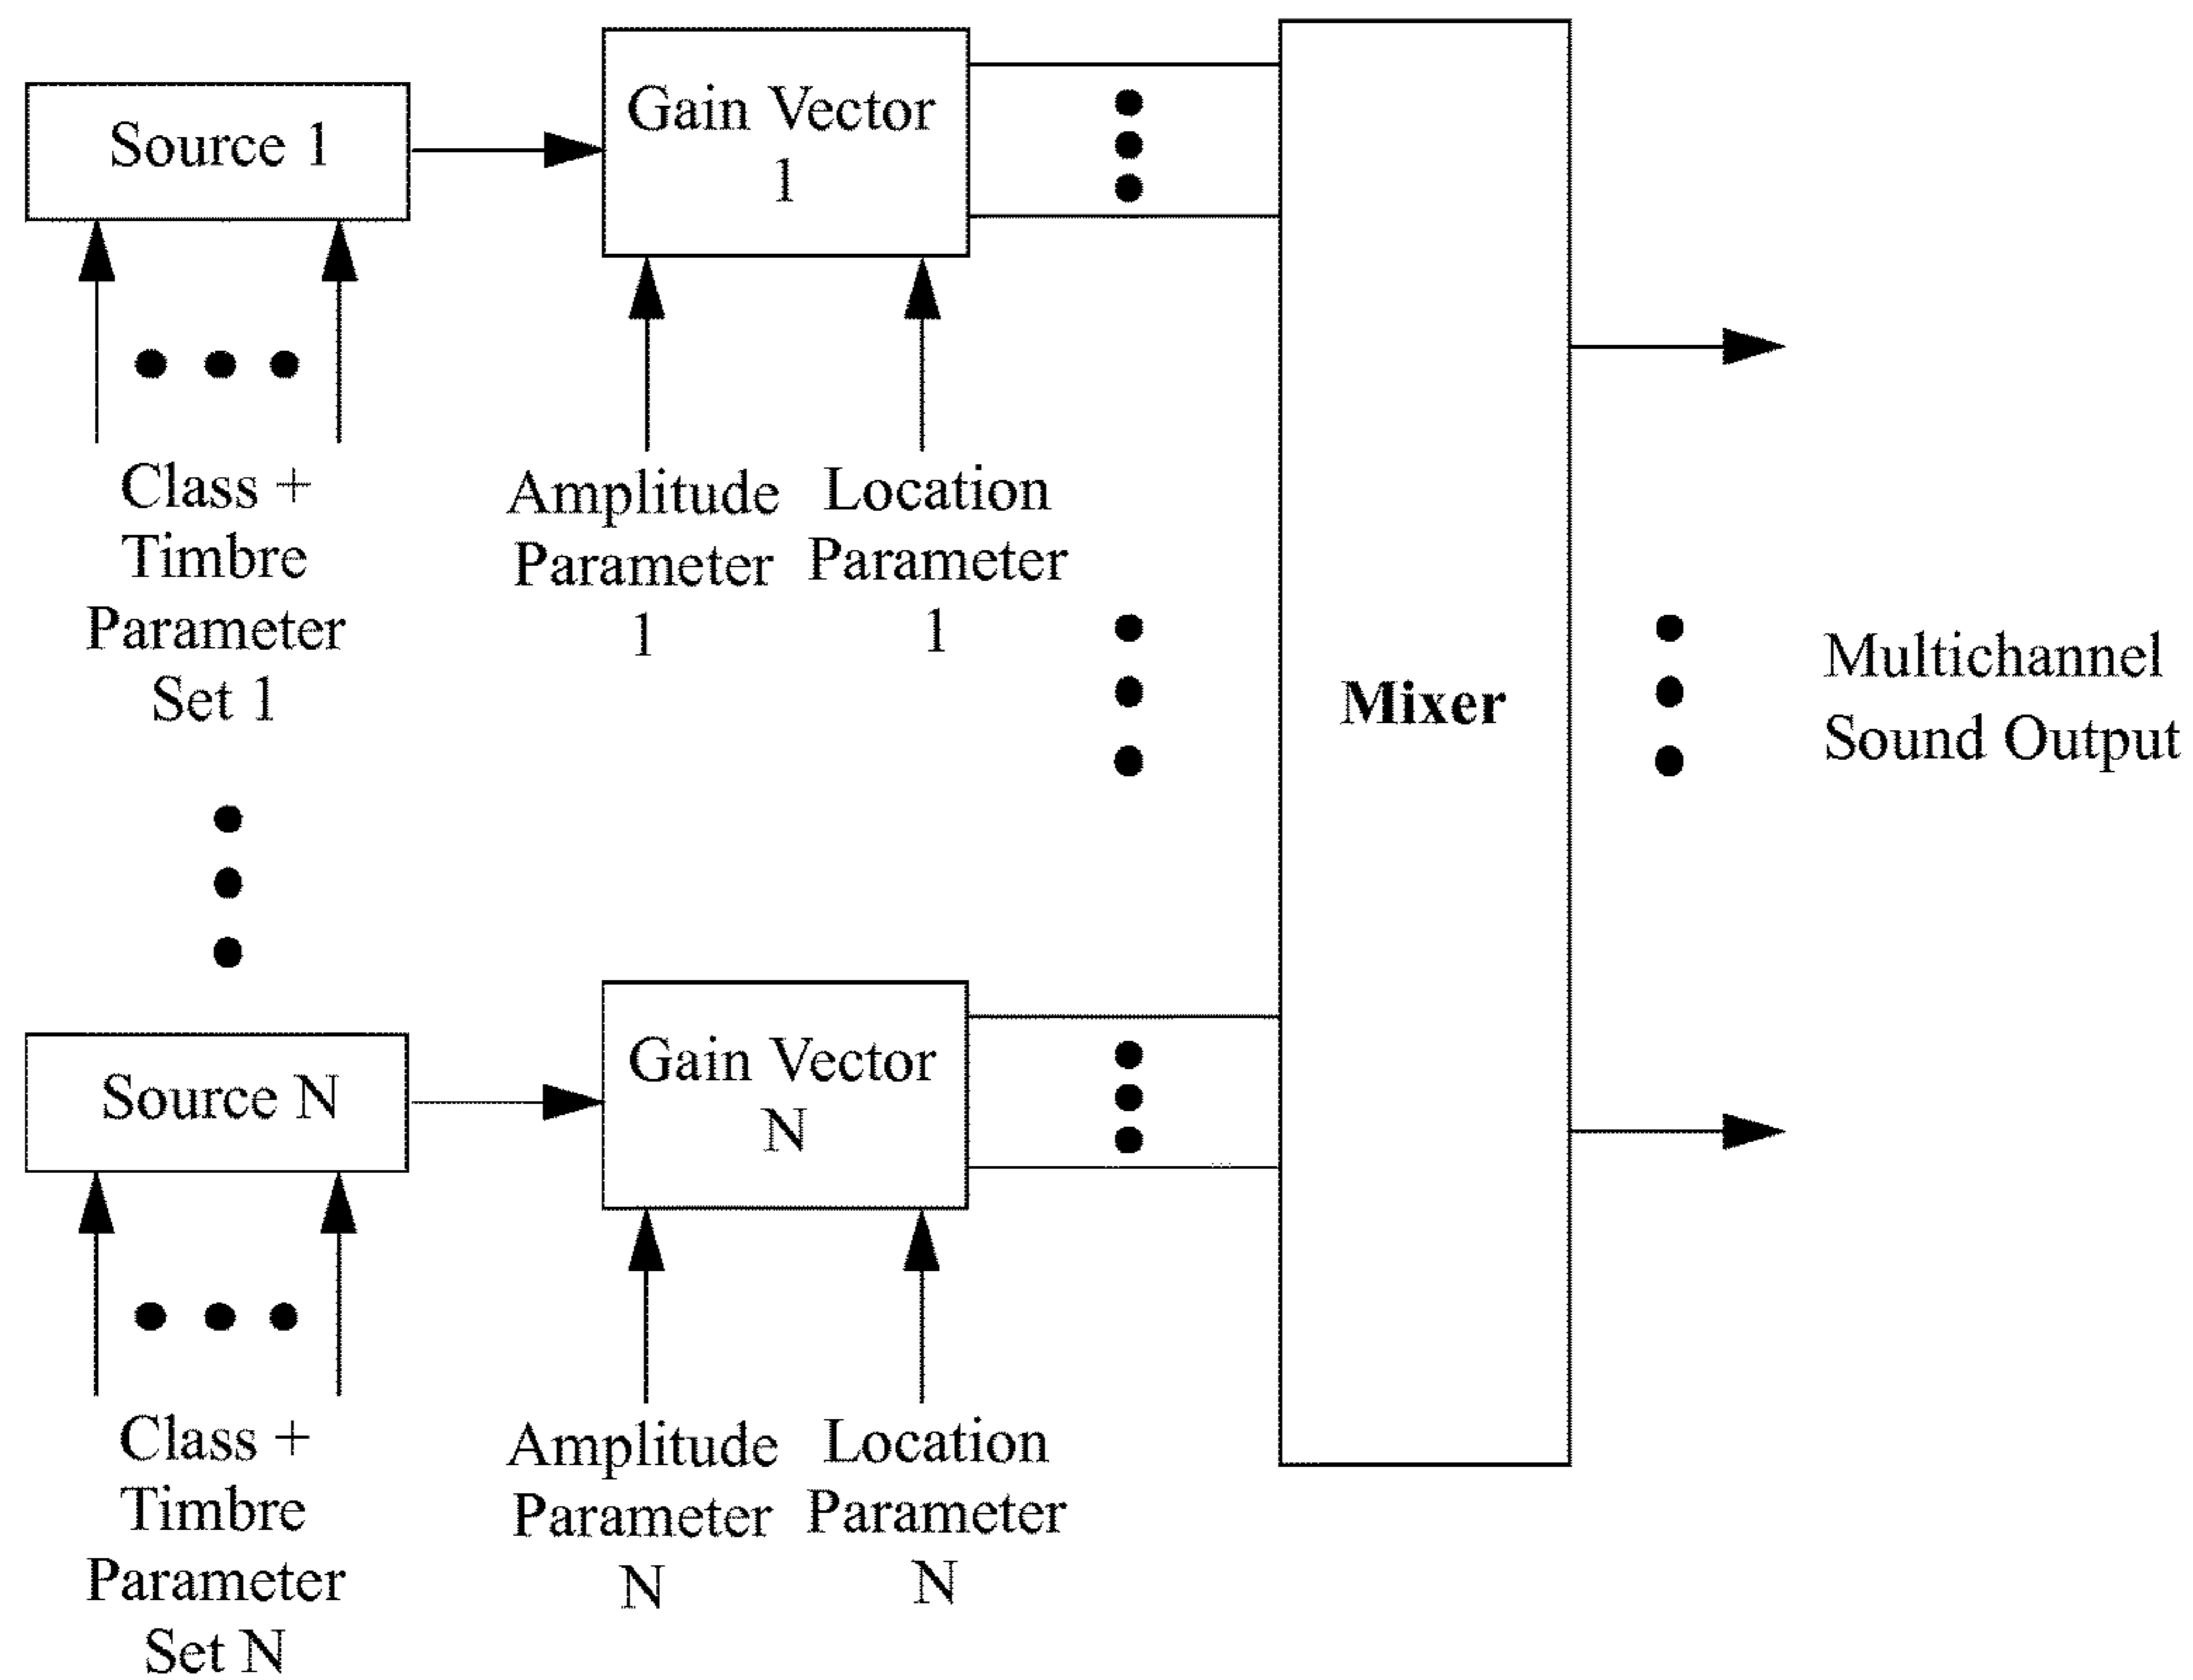 Source 1
Gain Vector
1
Class +
Timbre
Parameter
Set 1
Amplitude
Parameter
1
Location
Parameter
1
Mixer
Multichannel
Sound Output
Source N
Gain Vector
N
Class +
Timbre
Parameter
Set N
Amplitude
Parameter
N
Location
Parameter
N